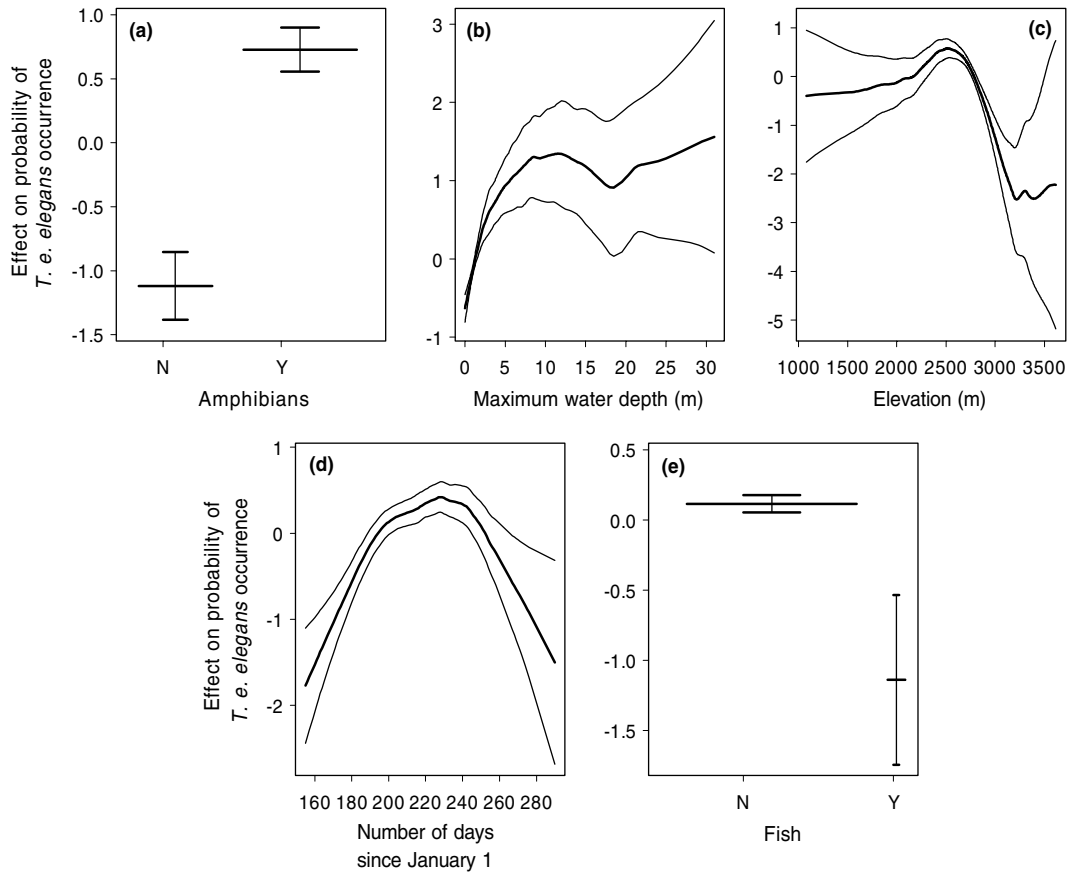 Effect on probability of
T. e. elegans occurrence
(a)
1.0
0.5
0.0
-0.5
-1.0
-1.5
N Y
Amphibians
(b)
3
2
1
0
-1
0 5 10 15 20 25 30
Maximum water depth (m)
(c)
0
-1
-2
-3
-4
-5
1000 1500 2000 2500 3000 3500
Elevation (m)
Effect on probability of
T. e. elegans occurrence
(d)
1
0
-1
-2
160 180 200 220 240 260 280
Number of days
since January 1
(e)
0.5
0.0
-0.5
-1.0
-1.5
N Y
Fish